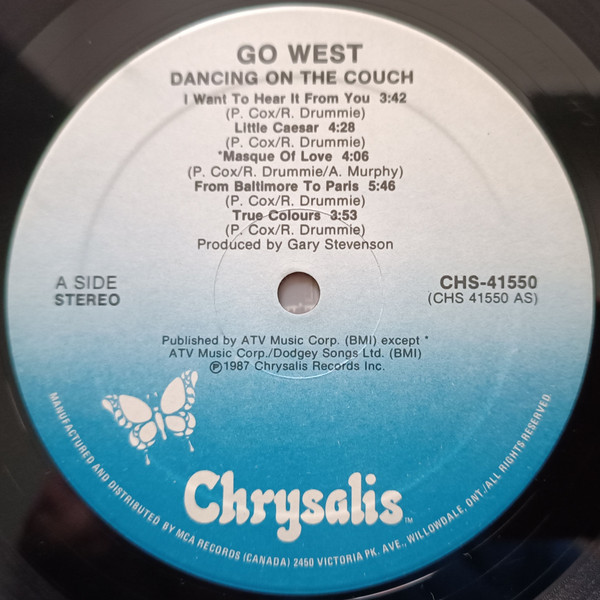 GO WEST
DANCING ON THE COUCH
I Want To Hear It From You 3:42
(P. Cox/R. Drummie)
Little Caesar 4:28
(P. Cox/R. Drummie)
*Masque Of Love 4:06
(P. Cox/R. Drummie/A. Murphy)
From Baltimore To Paris 5:46
(P. Cox/R. Drummie)
True Colours 3:53
(P. Cox/R. Drummie)
Produced by Gary Stevenson
A SIDE
STEREO
CHS-41550
(CHS 41550 AS)
Published by ATV Music Corp. (BMI) except *
ATV Music Corp./Dodgey Songs Ltd. (BMI)
℗1987 Chrysalis Records Inc.
Chrysalis™
MANUFACTURED AND DISTRIBUTED BY MCA RECORDS (CANADA) 2450 VICTORIA PK. AVE., WILLOWDALE, ONT./ALL RIGHTS RESERVED.